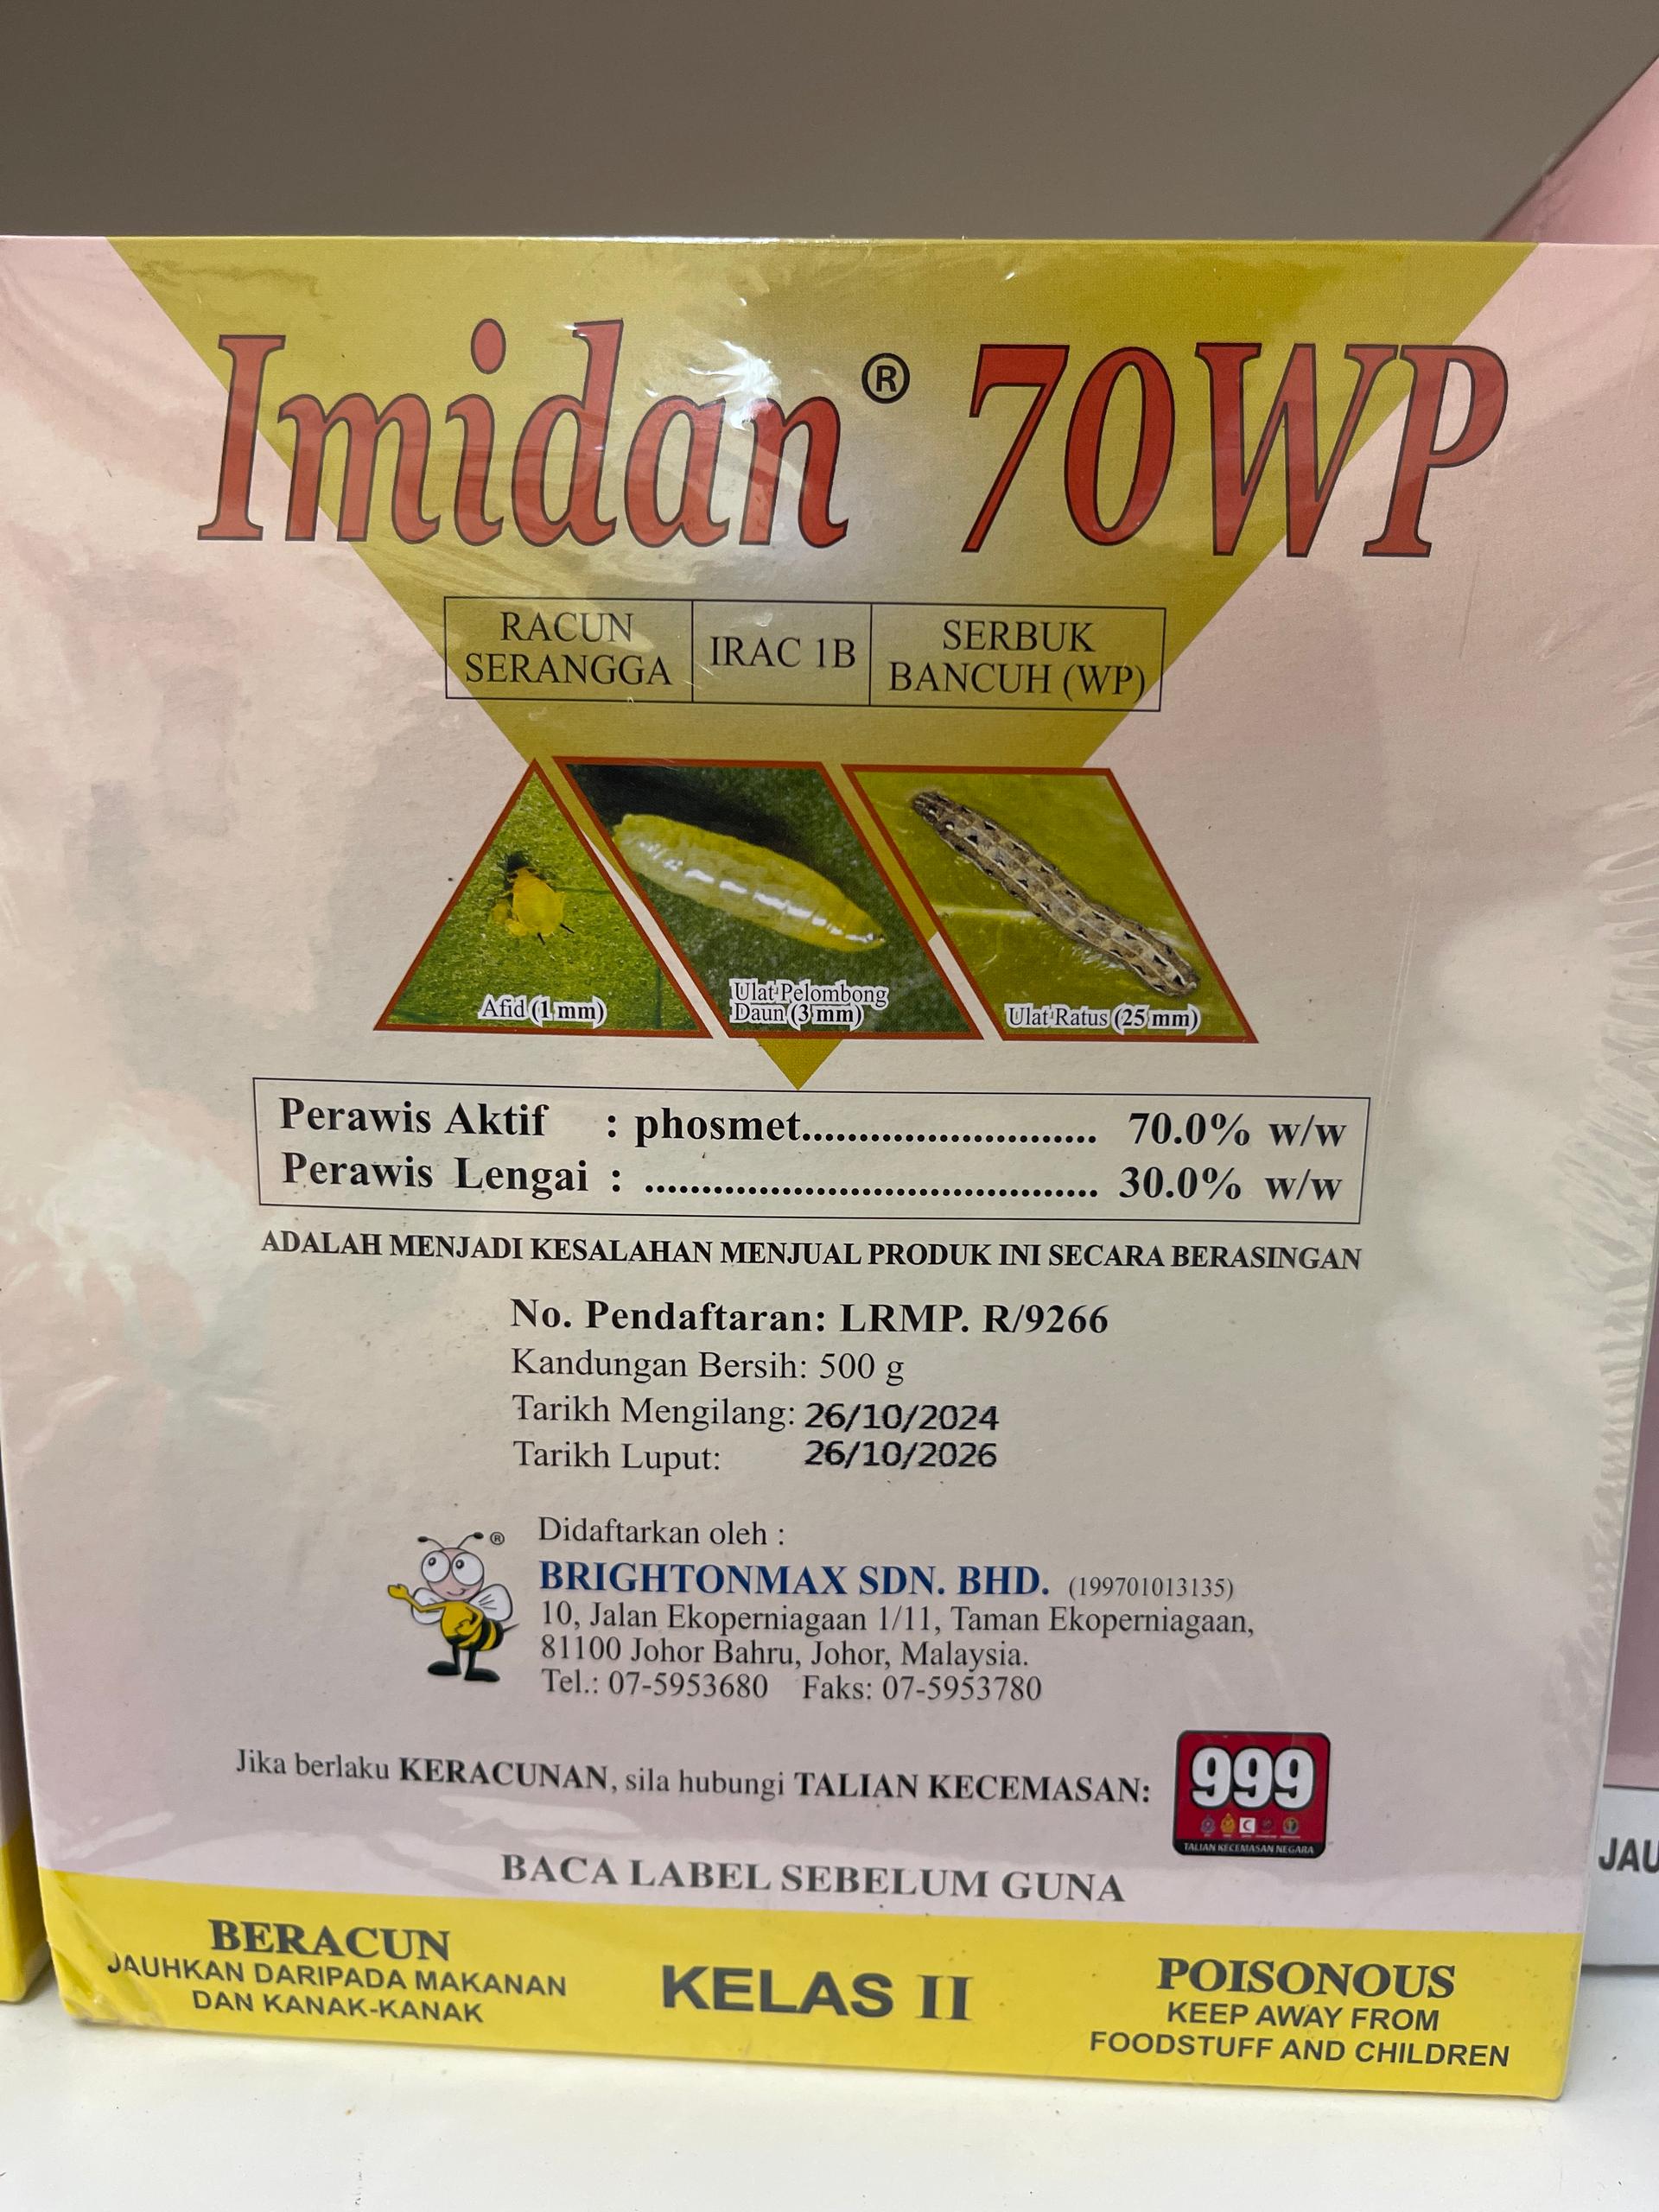 Imidan® 70WP
RACUN SERANGGA
IRAC 1B
SERBUK BANCUH (WP)
Afid (1 mm)
Ulat Pelombong
Daun (3 mm)
Ulat Ratus (25 mm)
Perawis Aktif : phosmet.......................... 70.0% w/w
Perawis Lengai : ........................................ 30.0% w/w
ADALAH MENJADI KESALAHAN MENJUAL PRODUK INI SECARA BERASINGAN
No. Pendaftaran: LRMP. R/9266
Kandungan Bersih: 500 g
Tarikh Mengilang: 26/10/2024
Tarikh Luput: 26/10/2026
®
Didaftarkan oleh :
BRIGHTONMAX SDN. BHD. (199701013135)
10, Jalan Ekoperniagaan 1/11, Taman Ekoperniagaan,
81100 Johor Bahru, Johor, Malaysia.
Tel.: 07-5953680 Faks: 07-5953780
Jika berlaku KERACUNAN, sila hubungi TALIAN KECEMASAN:
999
TALIAN KECEMASAN NEGARA
BACA LABEL SEBELUM GUNA
BERACUN
JAUHKAN DARIPADA MAKANAN
DAN KANAK-KANAK
KELAS II
POISONOUS
KEEP AWAY FROM
FOODSTUFF AND CHILDREN
JAU